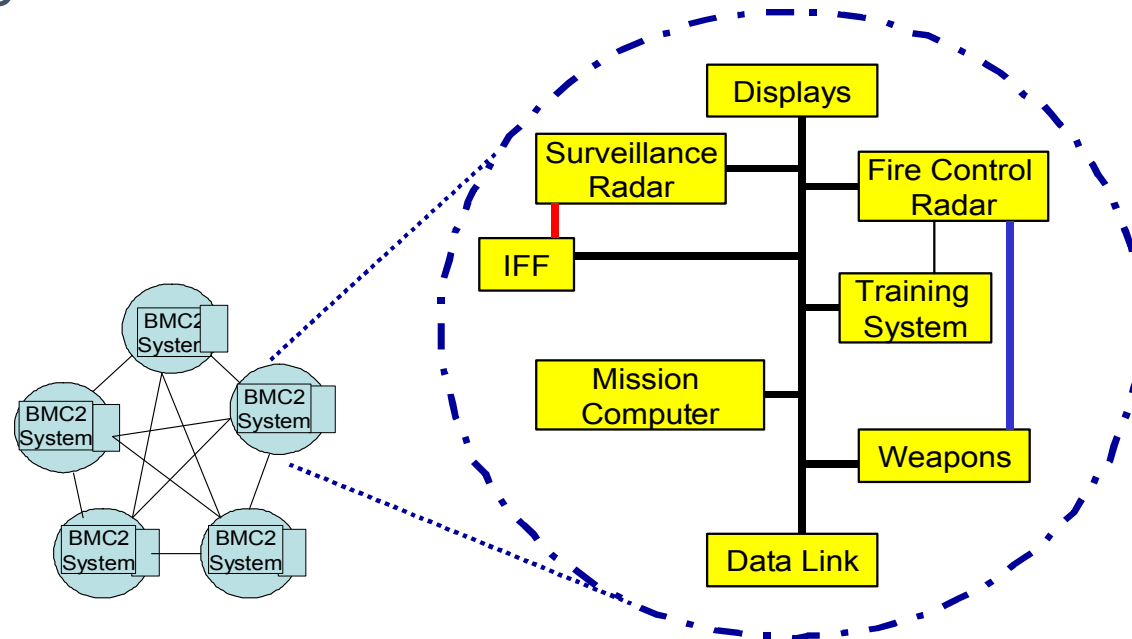 Displays
Surveillance
Radar
Fire Control
Radar
IFF
Training
System
Mission
Computer
Weapons
Data Link
BMC2
System
BMC2
System
BMC2
System
BMC2
System
BMC2
System